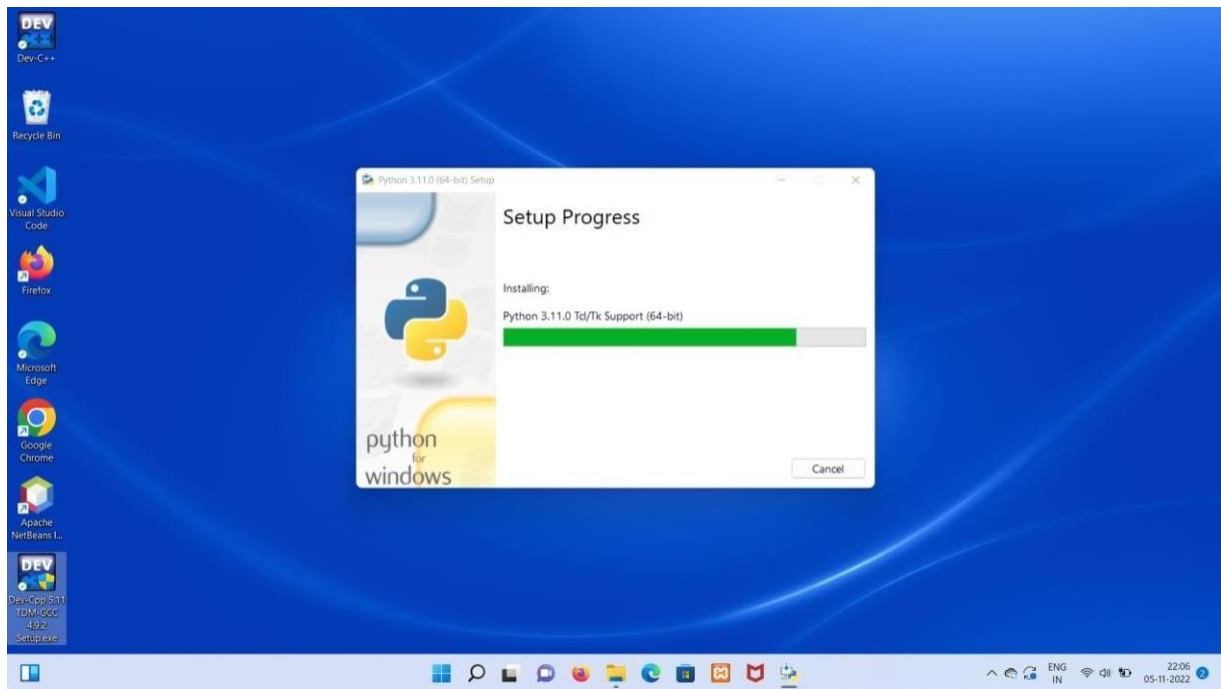 DEV
Dev-C++
Recycle Bin
Visual Studio
Code
Firefox
Microsoft
Edge
Google
Chrome
Apache
NetBeans I...
DEV
Dev-Cpp 5.11
TDM-GCC
4.9.2
Setup.exe
Python 3.11.0 (64-bit) Setup
Setup Progress
Installing:
Python 3.11.0 Tcl/Tk Support (64-bit)
python
for
windows
Cancel
ENG
IN
22:06
05-11-2022
2